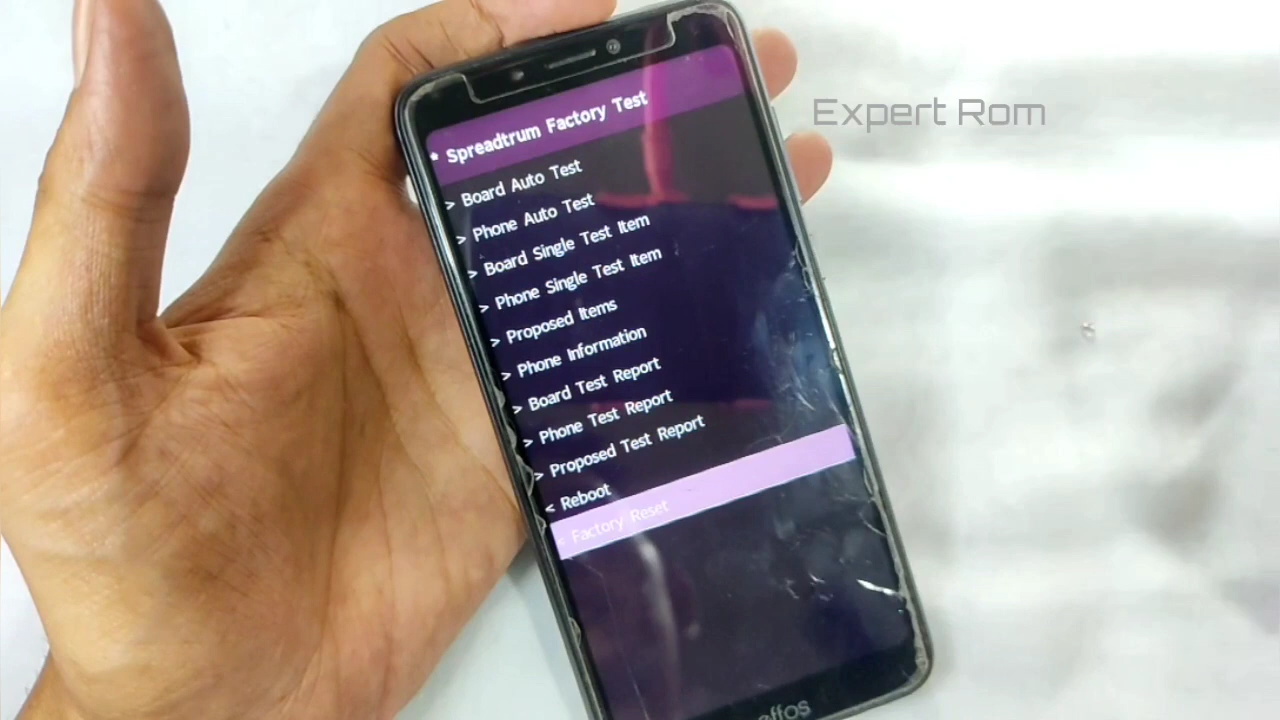 Expert Rom
* Spreadtrum Factory Test
> Board Auto Test
> Phone Auto Test
> Board Single Test Item
> Phone Single Test Item
> Proposed Items
> Phone Information
> Board Test Report
> Phone Test Report
> Proposed Test Report
< Reboot
< Factory Reset
effos